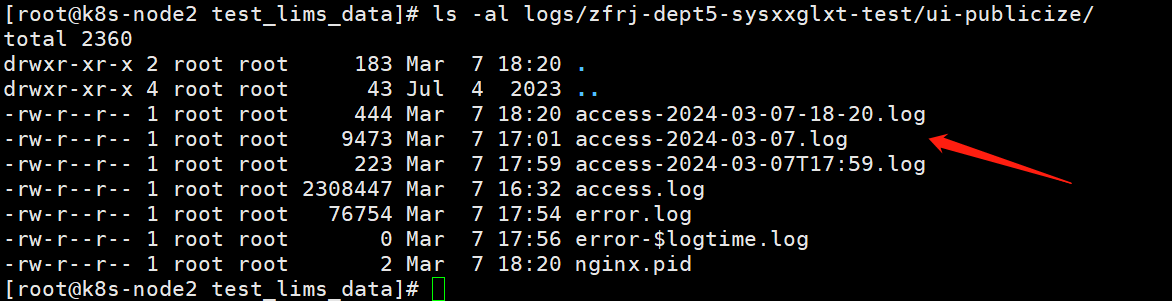 [root@k8s-node2 test_lims_data]# ls -al logs/zfrj-dept5-sysxxglxt-test/ui-publicize/
total 2360
drwxr-xr-x 2 root root     183 Mar  7 18:20 .
drwxr-xr-x 4 root root      43 Jul  4  2023 ..
-rw-r--r-- 1 root root     444 Mar  7 18:20 access-2024-03-07-18-20.log
-rw-r--r-- 1 root root    9473 Mar  7 17:01 access-2024-03-07.log
-rw-r--r-- 1 root root     223 Mar  7 17:59 access-2024-03-07T17:59.log
-rw-r--r-- 1 root root 2308447 Mar  7 16:32 access.log
-rw-r--r-- 1 root root   76754 Mar  7 17:54 error.log
-rw-r--r-- 1 root root       0 Mar  7 17:56 error-$logtime.log
-rw-r--r-- 1 root root       2 Mar  7 18:20 nginx.pid
[root@k8s-node2 test_lims_data]#